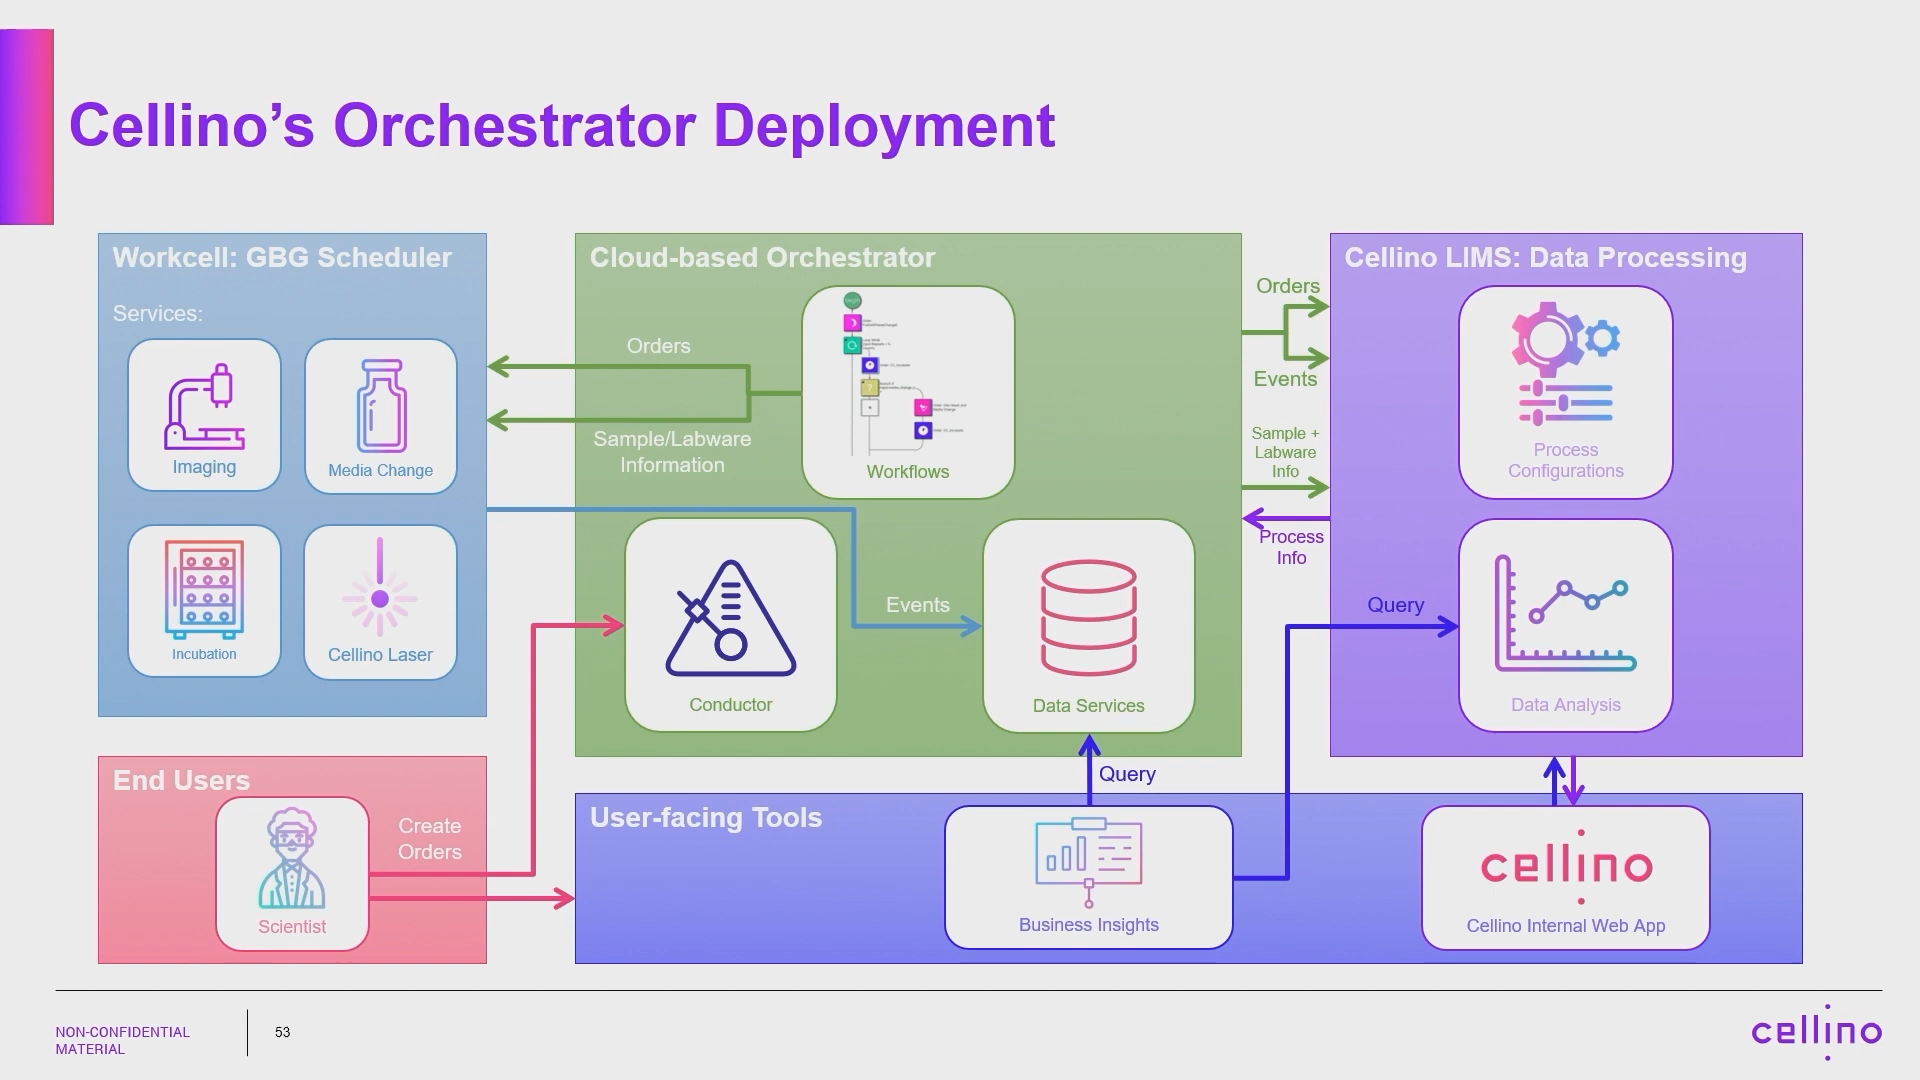 Cellino’s Orchestrator Deployment
Workcell: GBG Scheduler
Services:
Imaging
Media Change
Incubation
Cellino Laser
Cloud-based Orchestrator
Orders
Sample/Labware
Information
Workflows
Conductor
Events
Data Services
Orders
Events
Sample +
Labware
Info
Process
Info
Cellino LIMS: Data Processing
Process
Configurations
Query
Data Analysis
End Users
Scientist
Create
Orders
Query
User-facing Tools
Business Insights
cellino
Cellino Internal Web App
NON-CONFIDENTIAL
MATERIAL
53
cellino